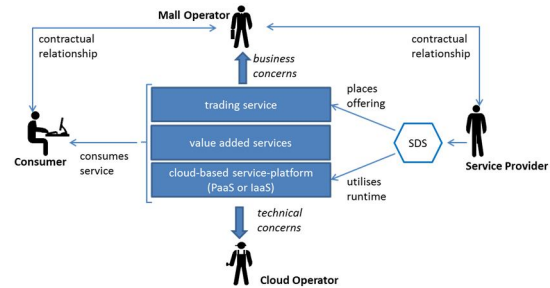 Mall Operator
contractual
relationship
contractual
relationship
business
concerns
places
offering
trading service
value added services
SDS
Consumer
consumes
service
Service Provider
cloud-based service-platform
(PaaS or IaaS)
utilises
runtime
technical
concerns
Cloud Operator